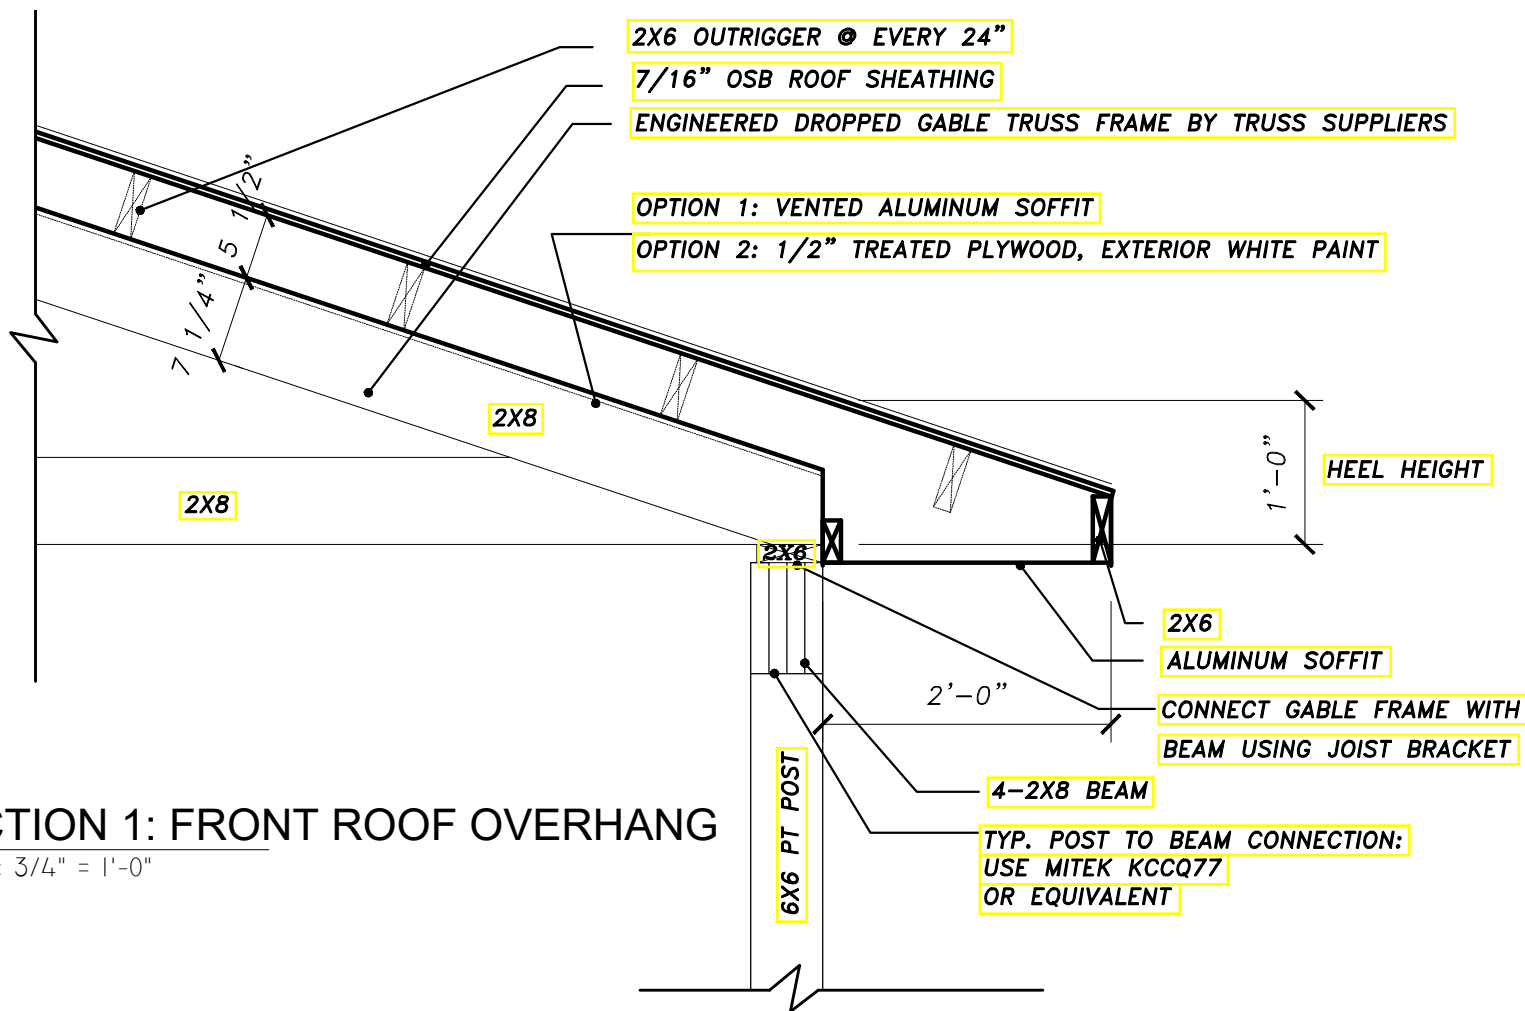 2X6 OUTRIGGER @ EVERY 24"
7/16" OSB ROOF SHEATHING
ENGINEERED DROPPED GABLE TRUSS FRAME BY TRUSS SUPPLIERS
OPTION 1: VENTED ALUMINUM SOFFIT
OPTION 2: 1/2" TREATED PLYWOOD, EXTERIOR WHITE PAINT
5 1/2"
7 1/4"
2X8
2X8
1'-0"
HEEL HEIGHT
2X6
2X6
ALUMINUM SOFFIT
2'-0"
CONNECT GABLE FRAME WITH
BEAM USING JOIST BRACKET
4-2X8 BEAM
6X6 PT POST
TYP. POST TO BEAM CONNECTION:
USE MITEK KCCQ77
OR EQUIVALENT
CTION 1: FRONT ROOF OVERHANG
: 3/4" = 1'-0"